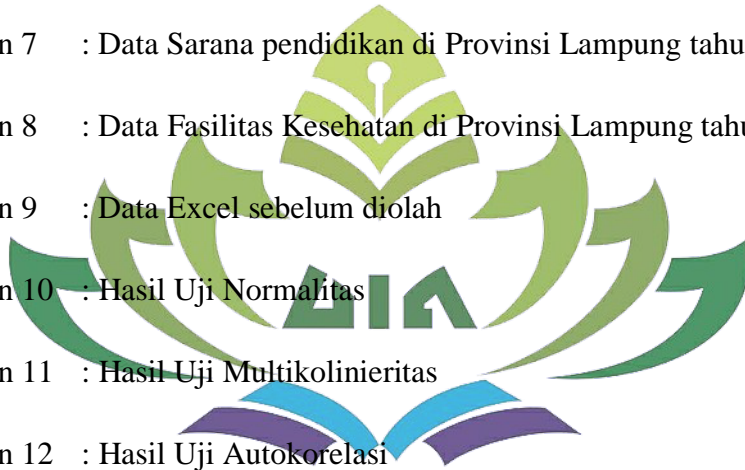 n 7 : Data Sarana pendidikan di Provinsi Lampung tahu
n 8 : Data Fasilitas Kesehatan di Provinsi Lampung tahu
n 9 : Data Excel sebelum diolah
n 10 : Hasil Uji Normalitas
UIN
n 11 : Hasil Uji Multikolinieritas
n 12 : Hasil Uji Autokorelasi